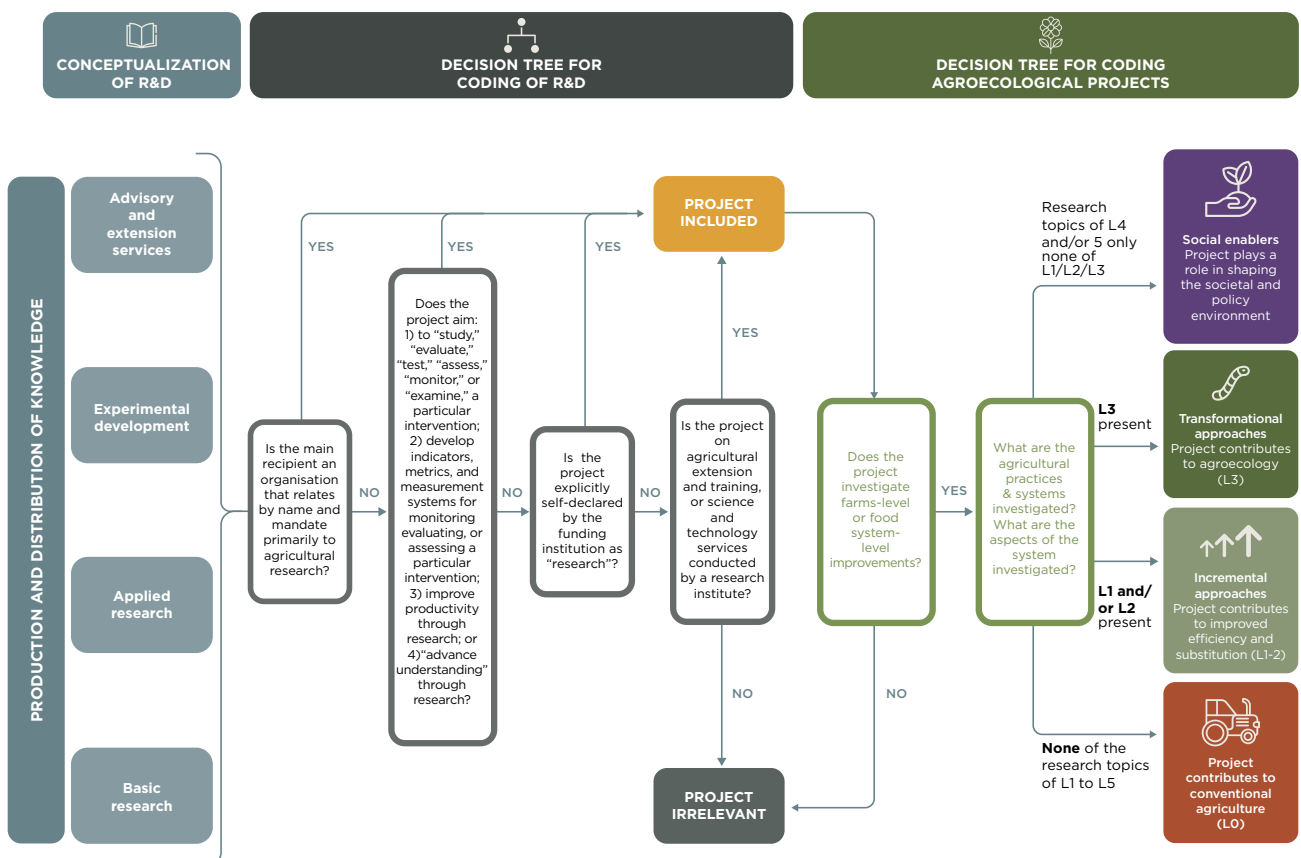 CONCEPTUALIZATION
OF R&D
DECISION TREE FOR
CODING OF R&D
DECISION TREE FOR CODING
AGROECOLOGICAL PROJECTS
PRODUCTION AND DISTRIBUTION OF KNOWLEDGE
Advisory
and
extension
services
Experimental
development
Applied
research
Basic
research
Is the main
recipient an
organisation
that relates
by name and
mandate
primarily to
agricultural
research?
YES
NO
Does the
project aim:
1) to “study,”
“evaluate,”
“test,” “assess,”
“monitor,” or
“examine,” a
particular
intervention;
2) develop
indicators,
metrics, and
measurement
systems for
monitoring
evaluating, or
assessing a
particular
intervention;
3) improve
productivity
through
research; or
4)“advance
understanding”
through
research?
YES
NO
Is the
project
explicitly
self-declared
by the
funding
institution as
“research”?
YES
NO
PROJECT
INCLUDED
YES
Is the project
on
agricultural
extension
and training,
or science
and
technology
services
conducted
by a research
institute?
NO
PROJECT
IRRELEVANT
Does the
project
investigate
farms-level
or food
system-
level
improvements?
YES
NO
What are the
agricultural
practices
& systems
investigated?
What are the
aspects of the
system
investigated?
Research
topics of L4
and/or 5 only
none of
L1/L2/L3
L3
present
L1 and/
or L2
present
None of the
research topics
of L1 to L5
Social enablers
Project plays a
role in shaping
the societal and
policy
environment
Transformational
approaches
Project contributes
to agroecology
(L3)
Incremental
approaches
Project contributes
to improved
efficiency and
substitution (L1-2)
Project
contributes to
conventional
agriculture
(L0)